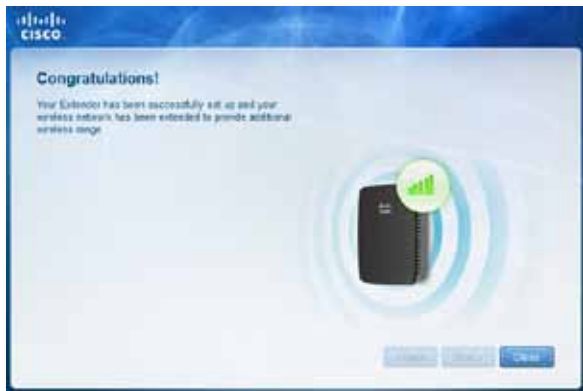 CISCO
Congratulations!
Your Extender has been successfully set up and your
wireless network has been extended to provide additional
wireless range
Close